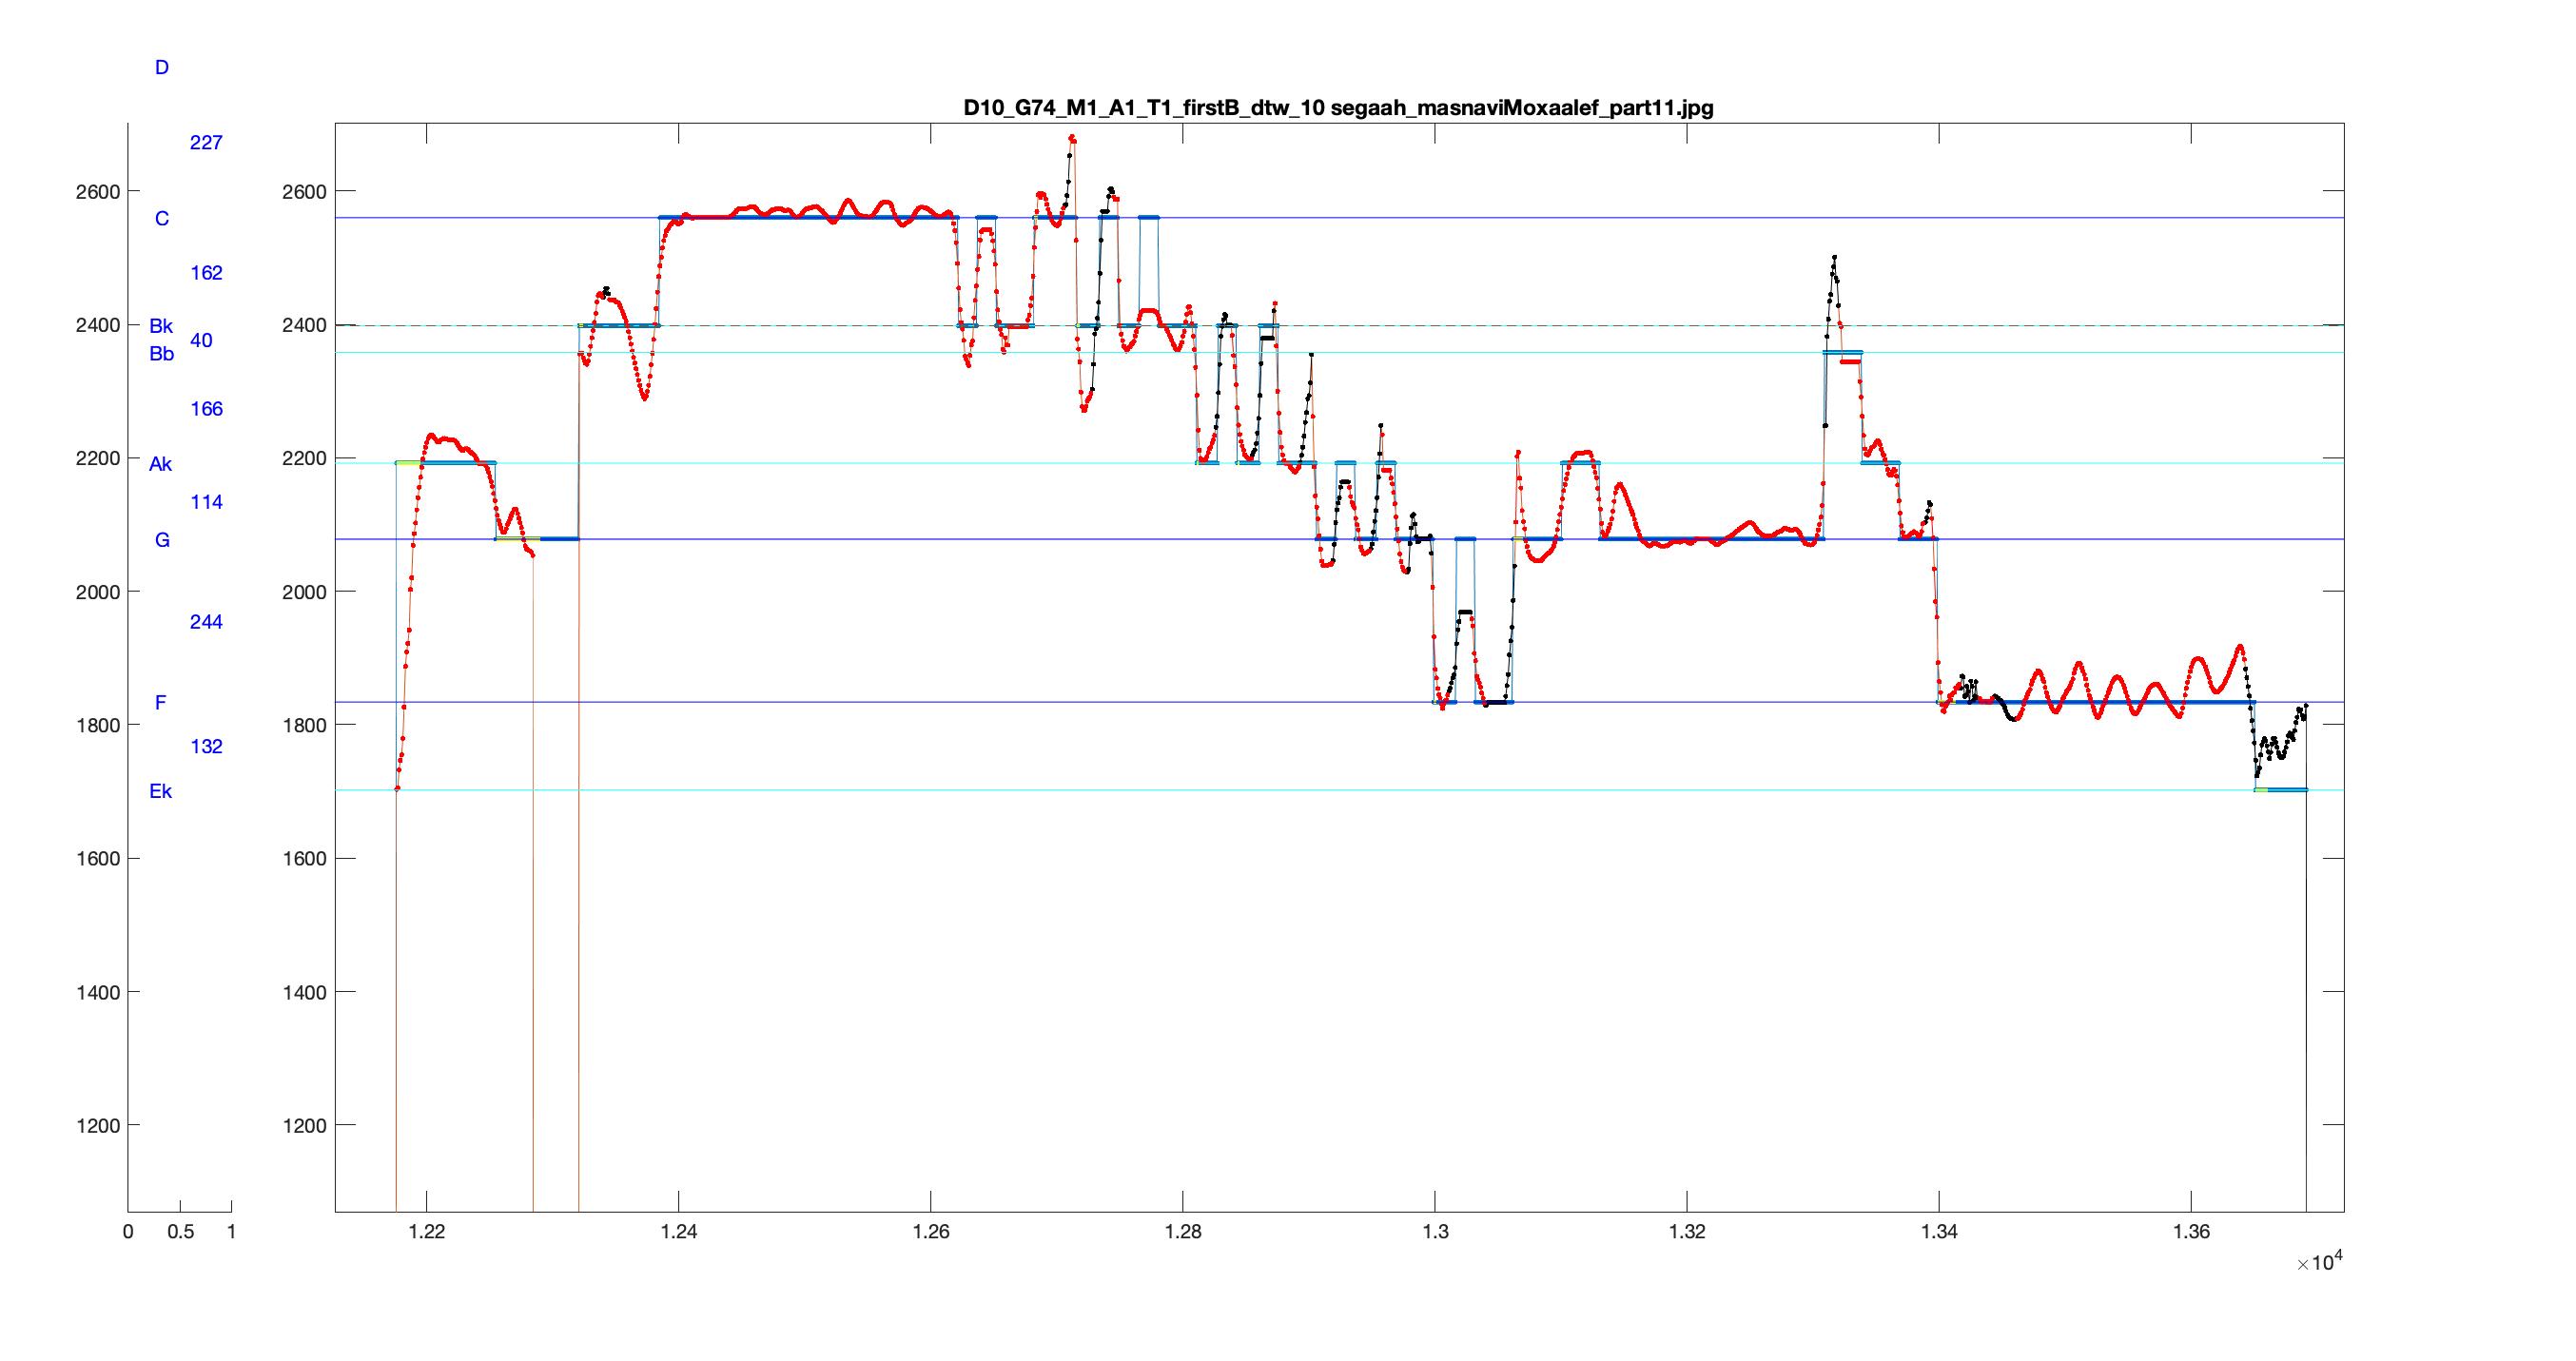 D
D10_G74_M1_A1_T1_firstB_dtw_10 segaah_masnaviMoxaalef_part11.jpg
227
2600 2600
C
162
2400 Bk 2400
40
Bb
166
2200 Ak 2200
114
G
2000 2000
244
F
1800 1800
132
Ek
1600 1600
1400 1400
1200 1200
0 0.5 1 1.22 1.24 1.26 1.28 1.3 1.32 1.34 1.36
×10⁴